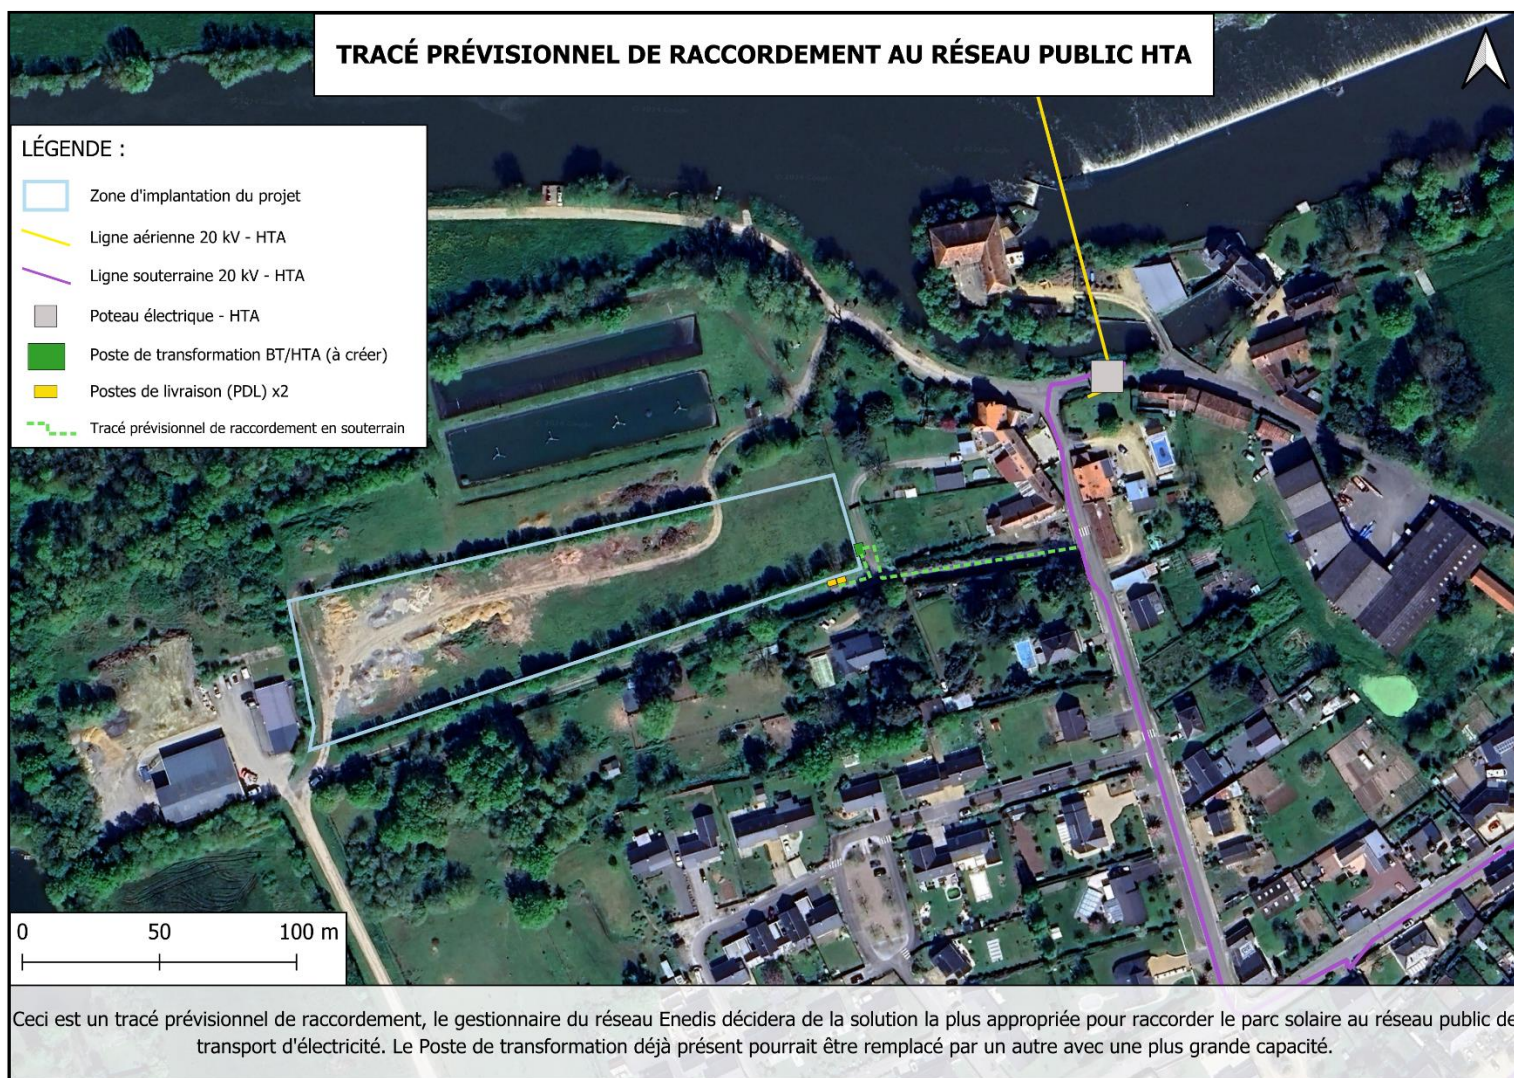 TRACÉ PRÉVISIONNEL DE RACCORDEMENT AU RÉSEAU PUBLIC HTA
LÉGENDE :
Zone d'implantation du projet
Ligne aérienne 20 kV - HTA
Ligne souterraine 20 kV - HTA
Poteau électrique - HTA
Poste de transformation BT/HTA (à créer)
Postes de livraison (PDL) x2
Tracé prévisionnel de raccordement en souterrain
0 50 100 m
Ceci est un tracé prévisionnel de raccordement, le gestionnaire du réseau Enedis décidera de la solution la plus appropriée pour raccorder le parc solaire au réseau public de
transport d'électricité. Le Poste de transformation déjà présent pourrait être remplacé par un autre avec une plus grande capacité.